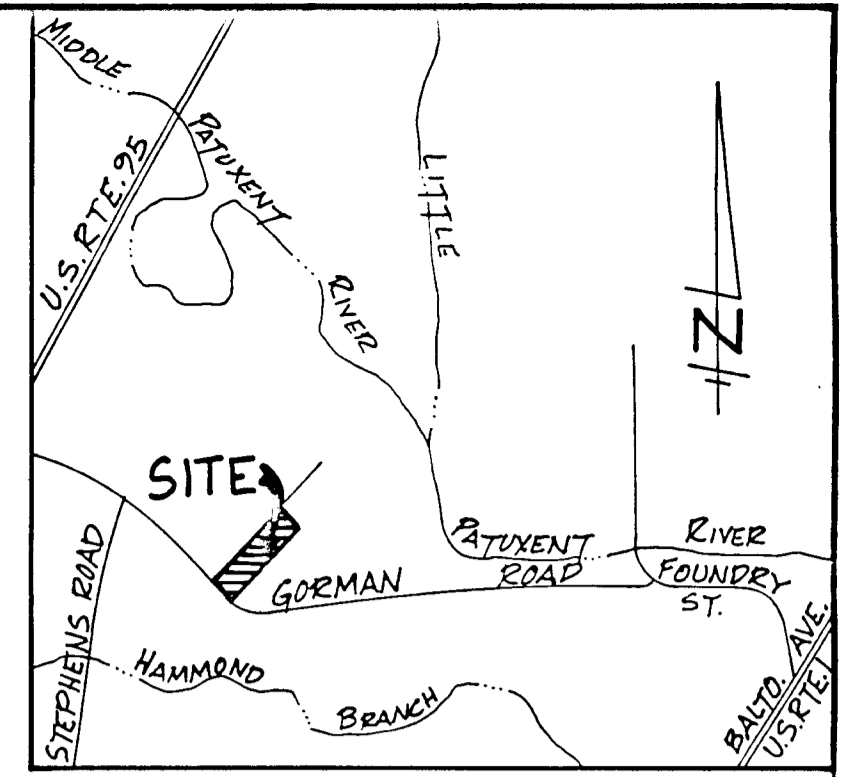 MIDDLE
PATUXENT
RIVER
U.S. RTE. 95
LITTLE
N
SITE
PATUXENT RIVER
GORMAN ROAD
FOUNDRY
ST.
STEPHENS ROAD
HAMMOND
BRANCH
BALTO. AVE.
U.S.RTE.1